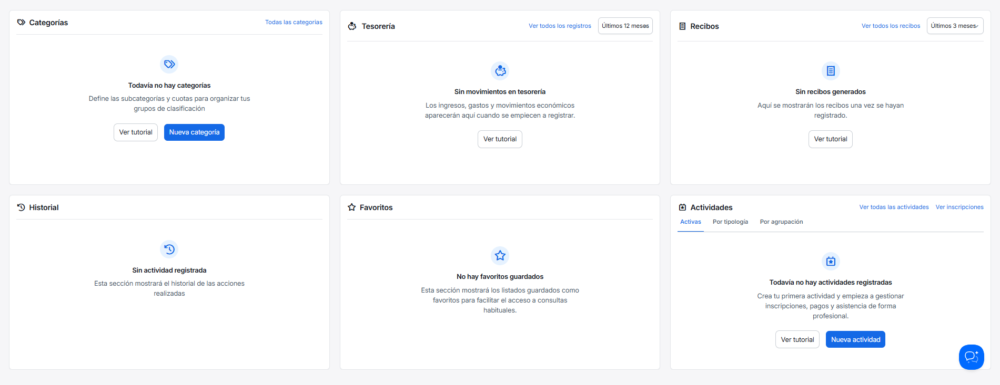 Categorías
Todas las categorias
Todavía no hay categorías
Define las subcategorías y cuotas para organizar tus
grupos de clasificación
Ver tutorial
Nueva categoría
Tesorería
Ver todos los registros
Últimos 12 meses
Sin movimientos en tesorería
Los ingresos, gastos y movimientos económicos
aparecerán aquí cuando se empiecen a registrar.
Ver tutorial
Recibos
Ver todos los recibos
Últimos 3 meses
Sin recibos generados
Aquí se mostrarán los recibos una vez se hayan
registrado.
Ver tutorial
Historial
Sin actividad registrada
Esta sección mostrará el historial de las acciones
realizadas
Favoritos
No hay favoritos guardados
Esta sección mostrará los listados guardados como
favoritos para facilitar el acceso a consultas
habituales.
Actividades
Ver todas las actividades
Ver inscripciones
Activas
Por tipología
Por agrupación
Todavía no hay actividades registradas
Crea tu primera actividad y empieza a gestionar
inscripciones, pagos y asistencia de forma
profesional.
Ver tutorial
Nueva actividad